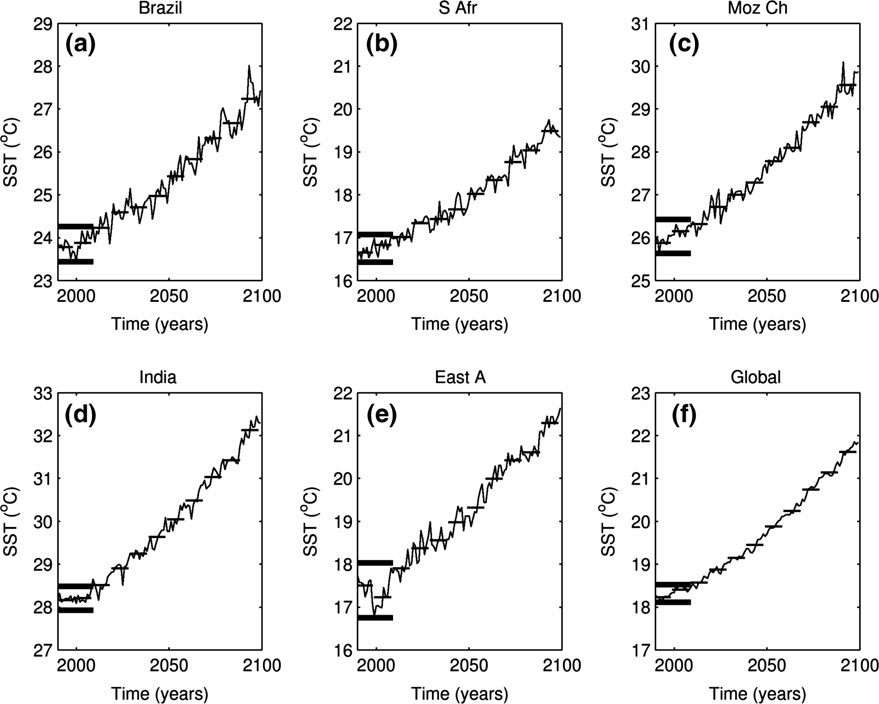 Brazil
(a)
29
28
27
26
25
24
23
SST (°C)
2000 2050 2100
Time (years)
S Afr
(b)
22
21
20
19
18
17
16
SST (°C)
2000 2050 2100
Time (years)
Moz Ch
(c)
31
30
29
28
27
26
25
SST (°C)
2000 2050 2100
Time (years)
India
(d)
33
32
31
30
29
28
27
SST (°C)
2000 2050 2100
Time (years)
East A
(e)
22
21
20
19
18
17
16
SST (°C)
2000 2050 2100
Time (years)
Global
(f)
23
22
21
20
19
18
17
SST (°C)
2000 2050 2100
Time (years)